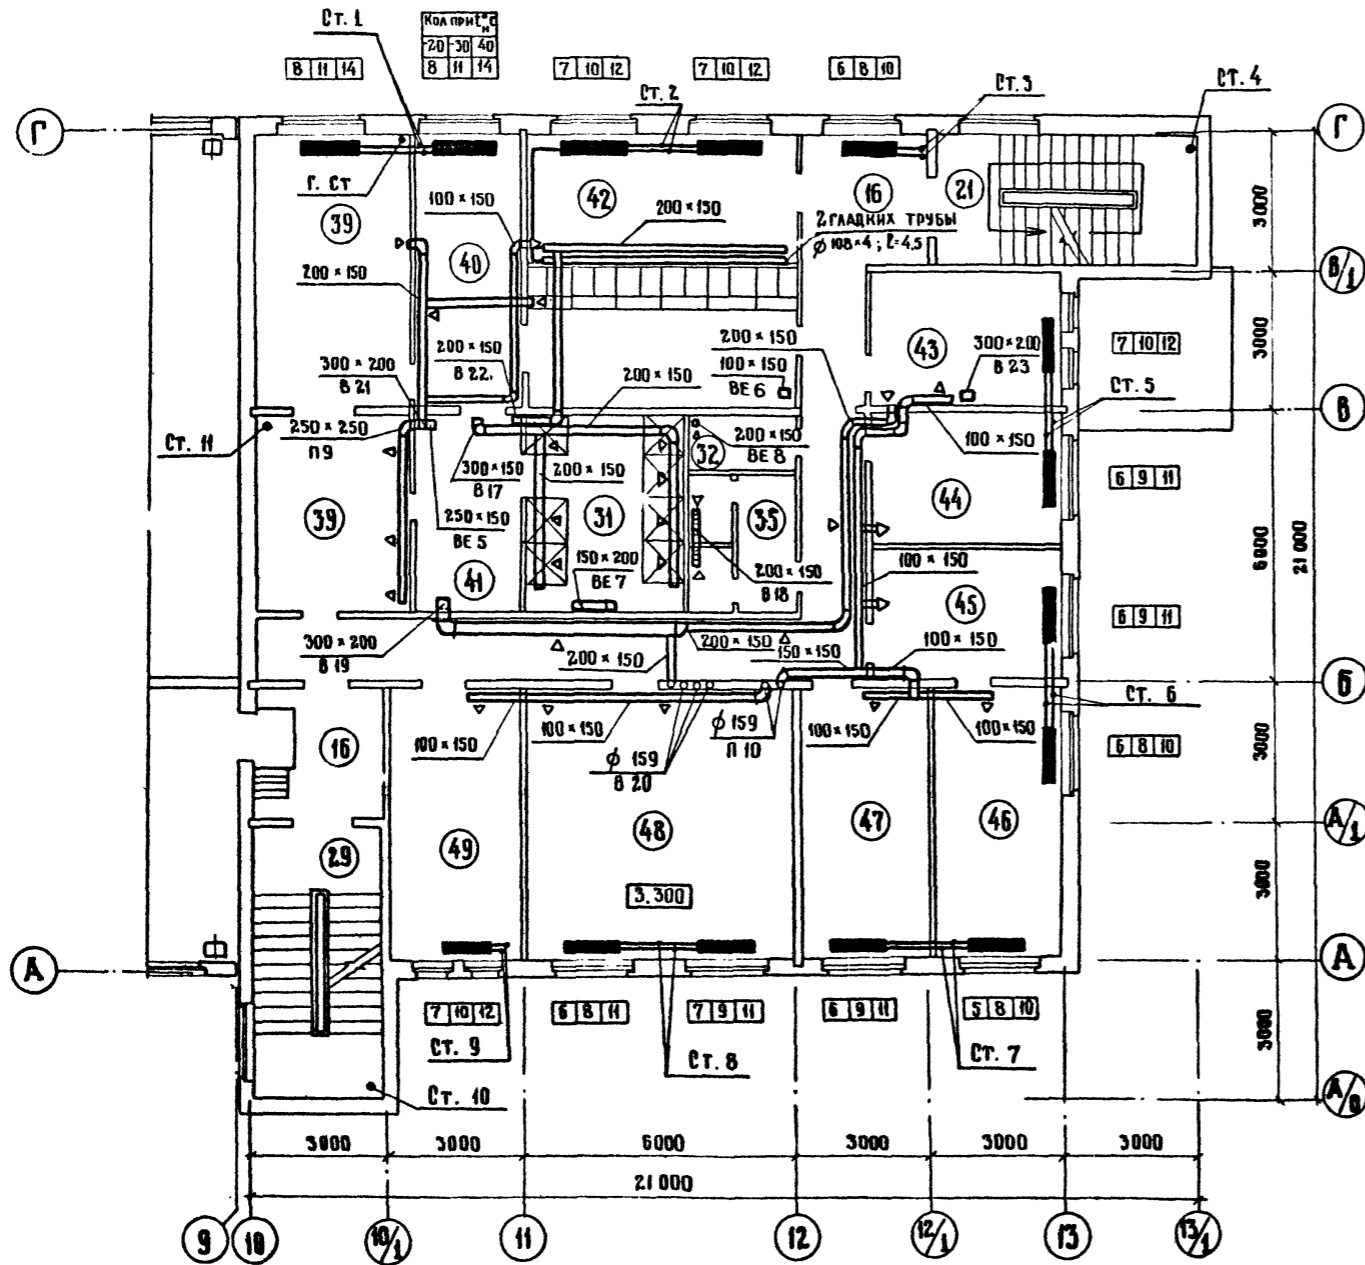 Ст. 1
Кол при t°С н
-20 -30 40
8 11 14
8 11 14
7 10 12
7 10 12
6 8 10
Ст. 2
Ст. 3
Ст. 4
Г
Г
Г. Ст
39
100 × 150
42
200 × 150
16
21
2 ГЛАДКИХ ТРУБЫ
ф 108×4 ; ℓ=4,5
3000
200 × 150
40
В/1
300 × 200
В 21
200 × 150
В 22
200 × 150
200 × 150
100 × 150
ВЕ 6
43
300 × 200
В 23
7 10 12
3000
Ст. 5
В
Ст. 11
250 × 250
П9
300 × 150
В 17
200 × 150
32
200 × 150
ВЕ 8
100 × 150
39
250 × 150
ВЕ 5
31
35
44
6 9 11
41
150 × 200
ВЕ 7
200 × 150
В 18
100 × 150
45
6000
21 000
6 9 11
300 × 200
В 19
200 × 150
200 × 150
150 × 150
100 × 150
Б
Ст. 6
16
100 × 150
100 × 150
ф 159
В 20
ф 159
П 10
100 × 150
100 × 150
6 8 10
3000
29
49
48
47
46
А/1
3.300
3000
А
А
7 10 12
6 8 11
7 9 11
6 9 11
5 8 10
Ст. 9
Ст. 8
Ст. 7
3000
Ст. 10
А/0
3000
3000
6000
3000
3000
3000
21 000
9
10
10/1
11
12
12/1
13
13/1